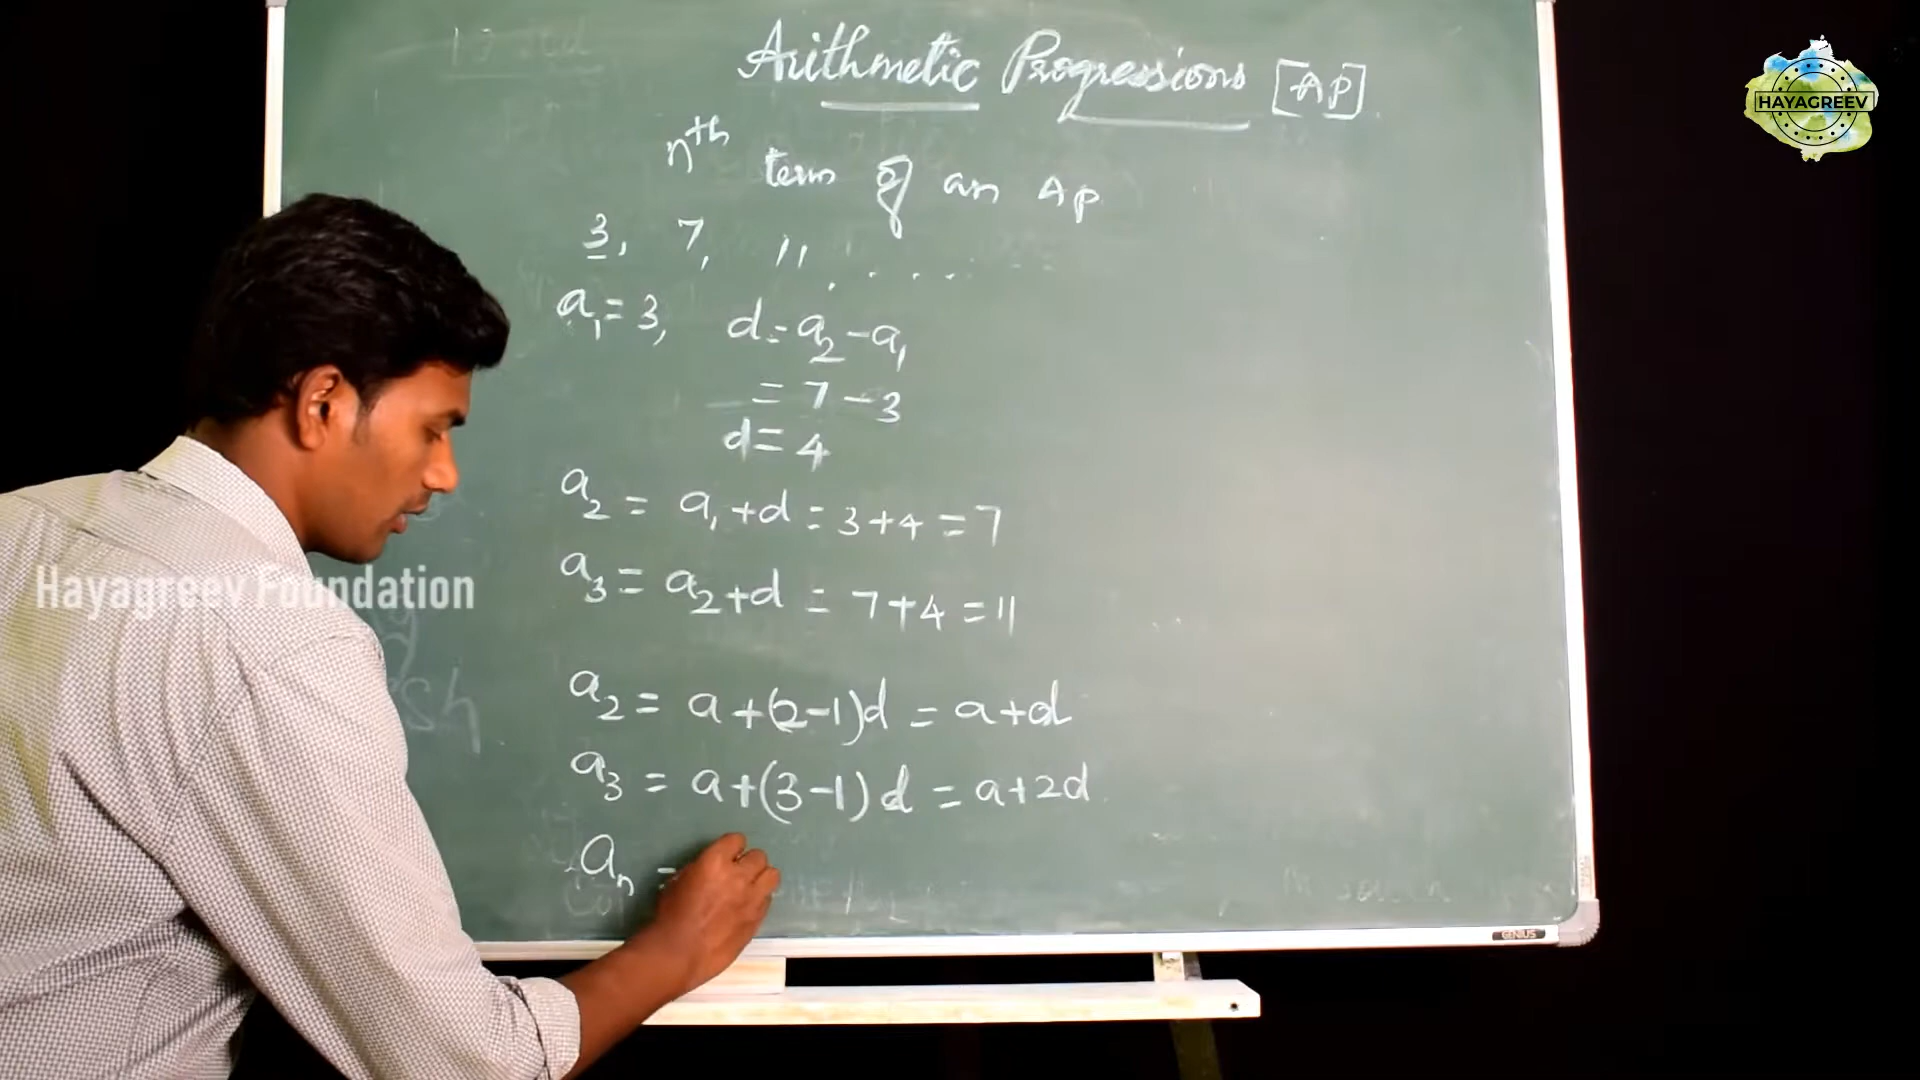 Arithmetic Progressions [AP]
nth term of an AP
3, 7, 11 . . . . . .
a₁ = 3, d = a₂ - a₁
= 7 - 3
d = 4
a₂ = a₁ + d = 3 + 4 = 7
a₃ = a₂ + d = 7 + 4 = 11
a₂ = a + (2-1)d = a + d
a₃ = a + (3-1)d = a + 2d
aₙ =
HAYAGREEV
Hayagreev Foundation
GENIUS